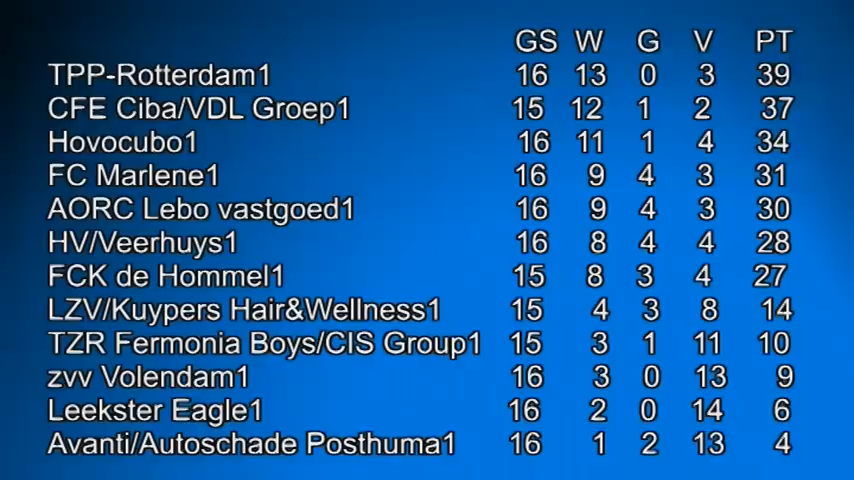 GS W G V PT
TPP-Rotterdam1 16 13 0 3 39
CFE Ciba/VDL Groep1 15 12 1 2 37
Hovocubo1 16 11 1 4 34
FC Marlene1 16 9 4 3 31
AORC Lebo vastgoed1 16 9 4 3 30
HV/Veerhuys1 16 8 4 4 28
FCK de Hommel1 15 8 3 4 27
LZV/Kuypers Hair&Wellness1 15 4 3 8 14
TZR Fermonia Boys/CIS Group1 15 3 1 11 10
zvv Volendam1 16 3 0 13 9
Leekster Eagle1 16 2 0 14 6
Avanti/Autoschade Posthuma1 16 1 2 13 4